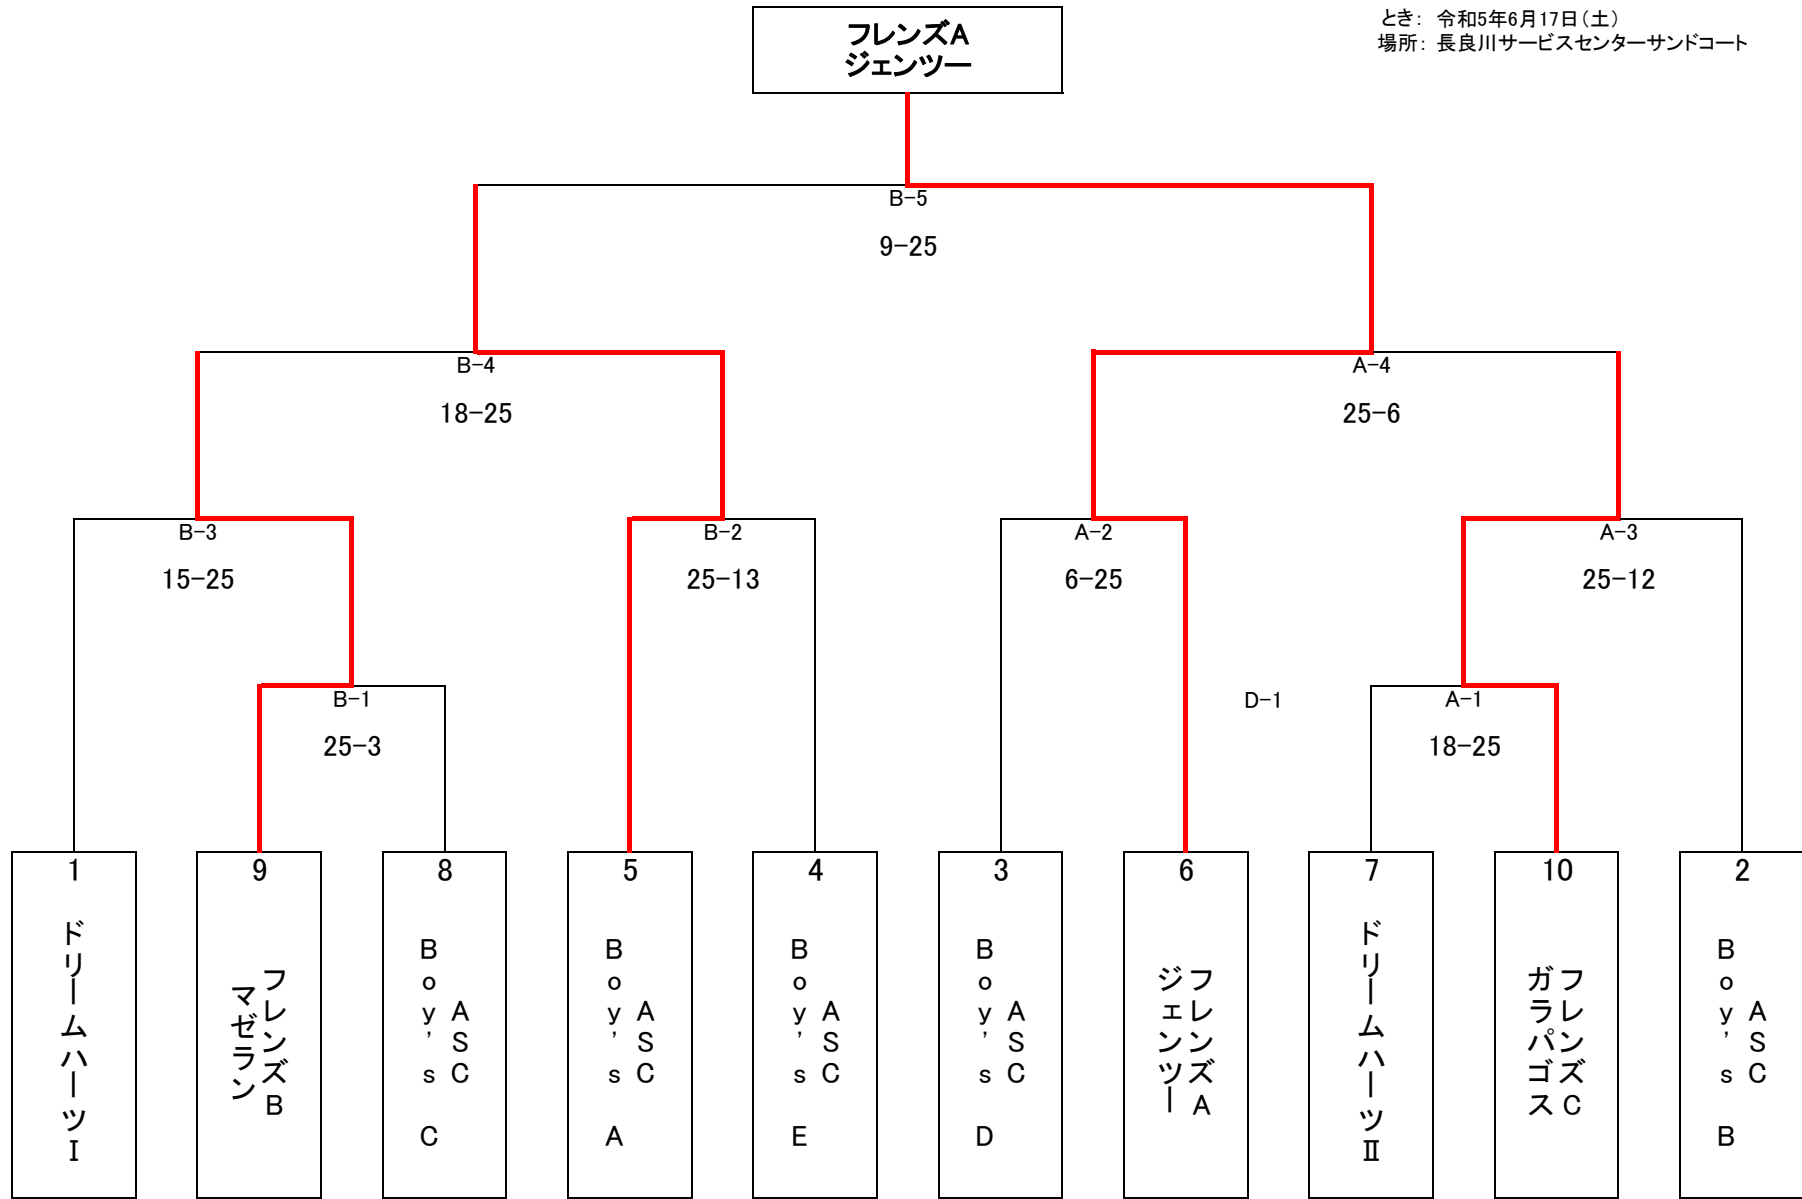 フレンズA
ジェンツー
とき： 令和5年6月17日（土）
場所： 長良川サービスセンターサンドコート
B-5
9-25
B-4
18-25
A-4
25-6
B-3
15-25
B-2
25-13
A-2
6-25
A-3
25-12
B-1
25-3
D-1
A-1
18-25
1
ドリームハーツⅠ
9
フレンズB
マゼラン
8
ASC
Boy's C
5
ASC
Boy's A
4
ASC
Boy's E
3
ASC
Boy's D
6
フレンズA
ジェンツー
7
ドリームハーツⅡ
10
フレンズC
ガラパゴス
2
ASC
Boy's B